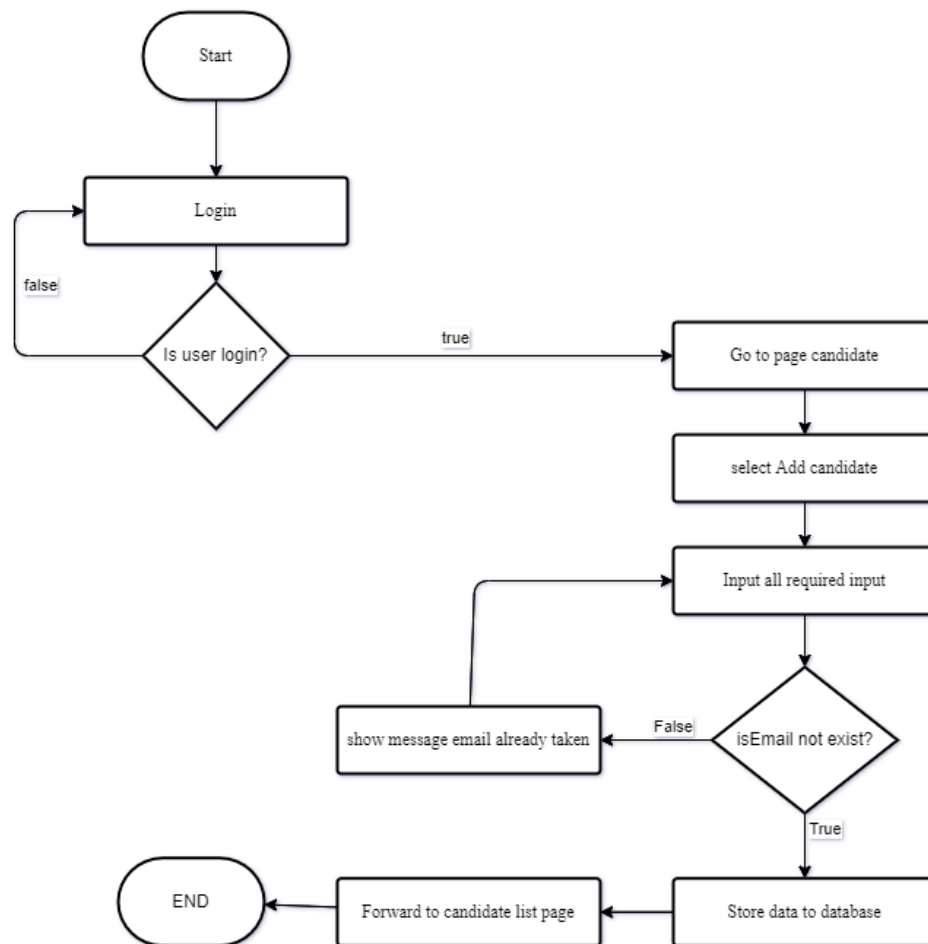 Start
Login
false
Is user login?
true
Go to page candidate
select Add candidate
Input all required input
isEmail not exist?
False
show message email already taken
True
Store data to database
Forward to candidate list page
END